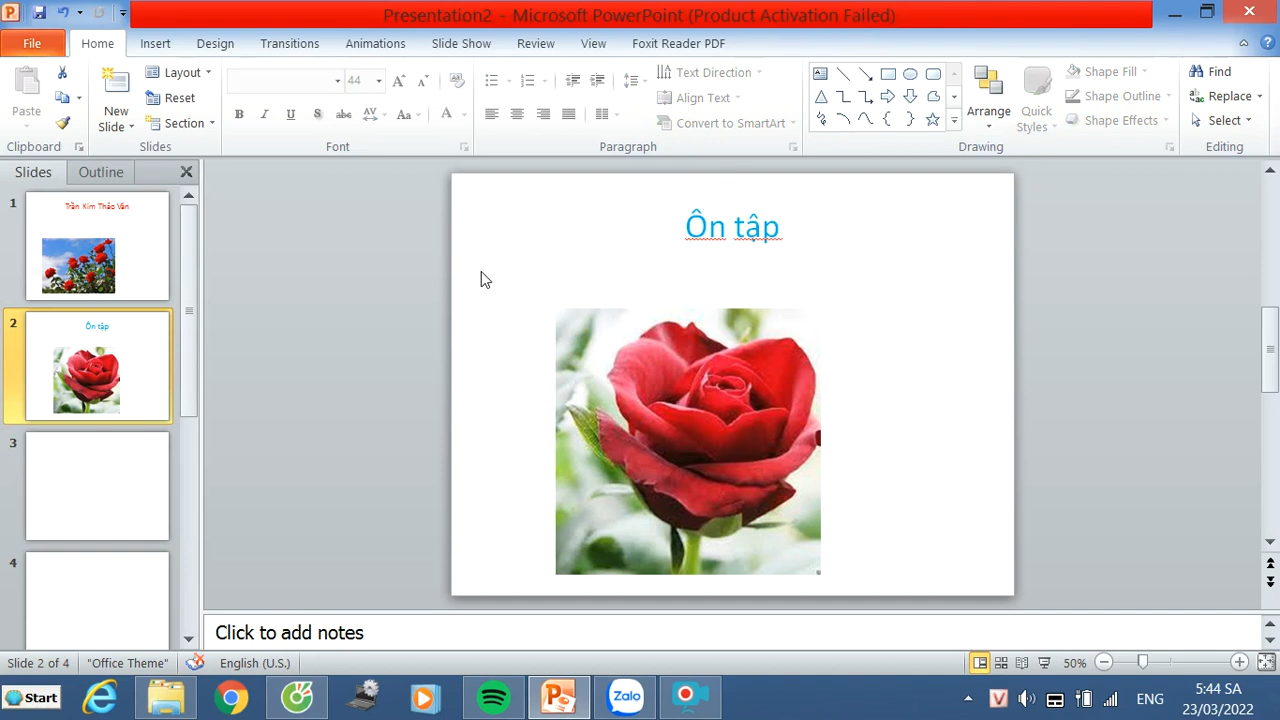 Presentation2 - Microsoft PowerPoint (Product Activation Failed)
File Home Insert Design Transitions Animations Slide Show Review View Foxit Reader PDF
Paste
Clipboard
New Slide
Layout
Reset
Section
Slides
44
Font
Text Direction
Align Text
Convert to SmartArt
Paragraph
Arrange
Quick Styles
Shape Fill
Shape Outline
Shape Effects
Drawing
Find
Replace
Select
Editing
Slides Outline
1
Trần Kim Thảo Vân
2
Ôn tập
3
4
Ôn tập
Click to add notes
Slide 2 of 4 "Office Theme" English (U.S.) 50%
Start Zalo ENG 5:44 SA
23/03/2022